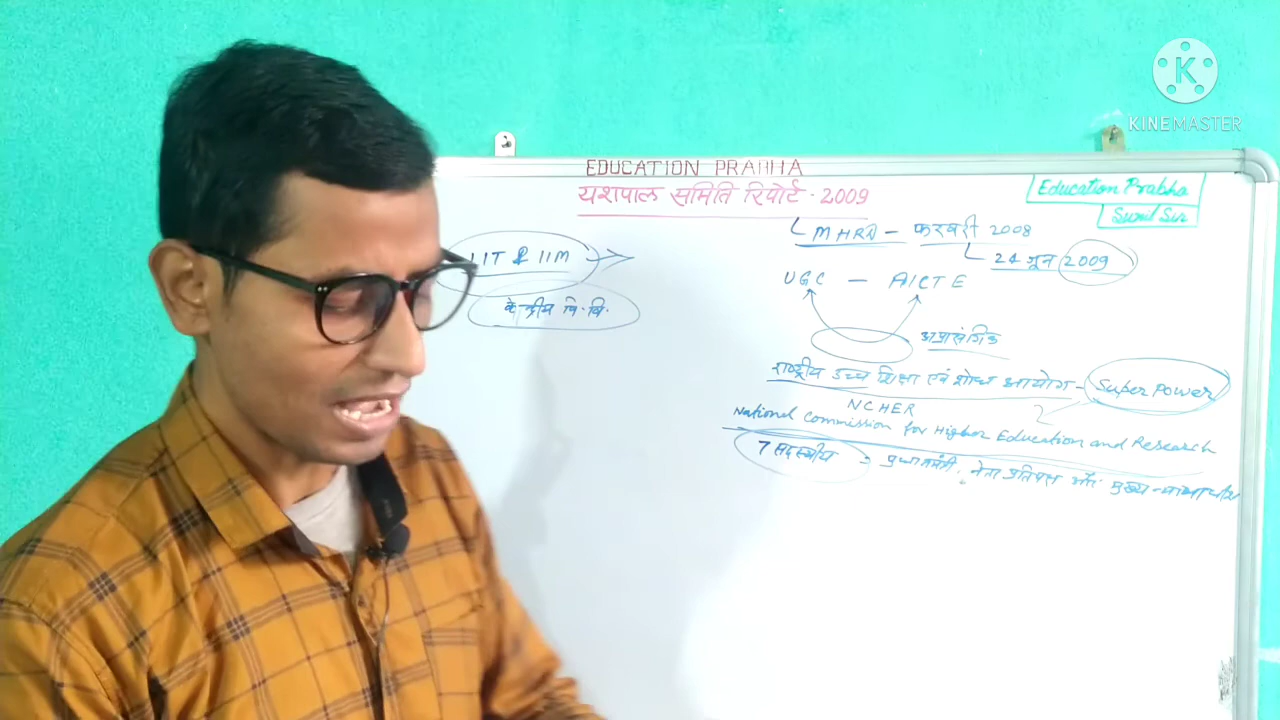 K
KINEMASTER
EDUCATION PRABHA
यशपाल समिति रिपोर्ट - 2009
Education Prabha
Sunil Sir
MHRD - फरवरी 2008
24 जून 2009
IIT & IIM
केन्द्रीय वि. वि.
UGC - AICTE
अप्रासंगिक
राष्ट्रीय उच्च शिक्षा एवं शोध आयोग - Super Power
NCHER
National Commission for Higher Education and Research
7 सदस्यीय = प्रधानमंत्री, नेता प्रतिपक्ष और मुख्य-न्यायाधीश